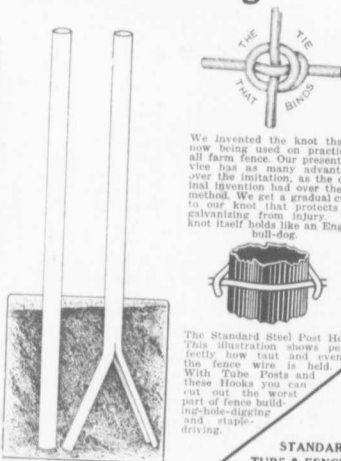 THE TIE
THAT BINDS
We invented the knot tha
now being used on practic
all farm fence. Our present
vice has as many advant
over the imitation, as the o
inal invention had over the
method. We get a gradual c
to our knot that protects
galvanizing from injury.
knot itself holds like an Eng
bull-dog.
The Standard Steel Post Ho
This illustration shows pe
fectly how taut and even
the fence wire is held.
With Tube Posts and
these Hooks you can
cut out the worst
part of fence build-
ing-hole-digging
and staple-
driving.
STANDAR
TUBE & FENC